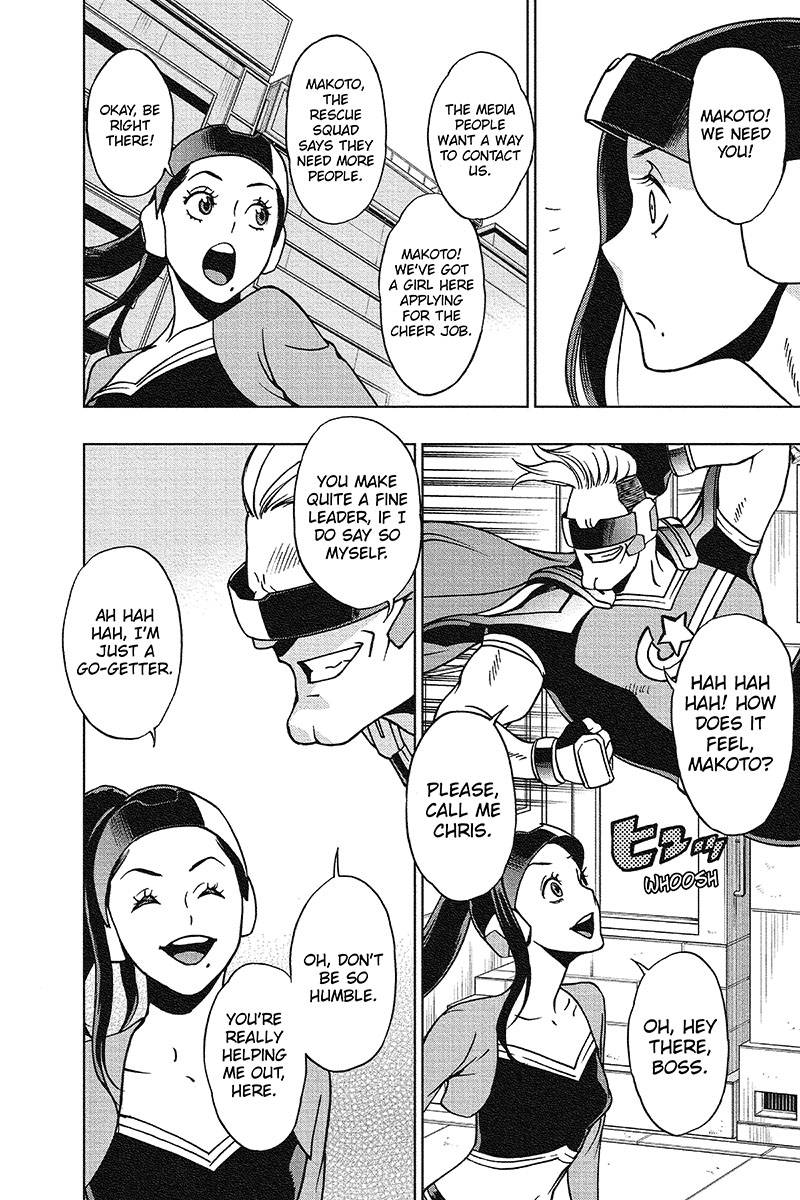 MAKOTO!
WE NEED
YOU!
THE MEDIA
PEOPLE
WANT A WAY
TO CONTACT
US.
MAKOTO!
WE'VE GOT
A GIRL HERE
APPLYING
FOR THE
CHEER JOB.
MAKOTO,
THE
RESCUE
SQUAD
SAYS THEY
NEED MORE
PEOPLE.
OKAY, BE
RIGHT
THERE!
HAH HAH
HAH! HOW
DOES IT
FEEL,
MAKOTO?
ヒュッ
WHOOSH
OH, HEY
THERE,
BOSS.
PLEASE,
CALL ME
CHRIS.
YOU MAKE
QUITE A FINE
LEADER, IF I
DO SAY SO
MYSELF.
AH HAH
HAH, I'M
JUST A
GO-GETTER.
OH, DON'T
BE SO
HUMBLE.
YOU'RE
REALLY
HELPING
ME OUT,
HERE.